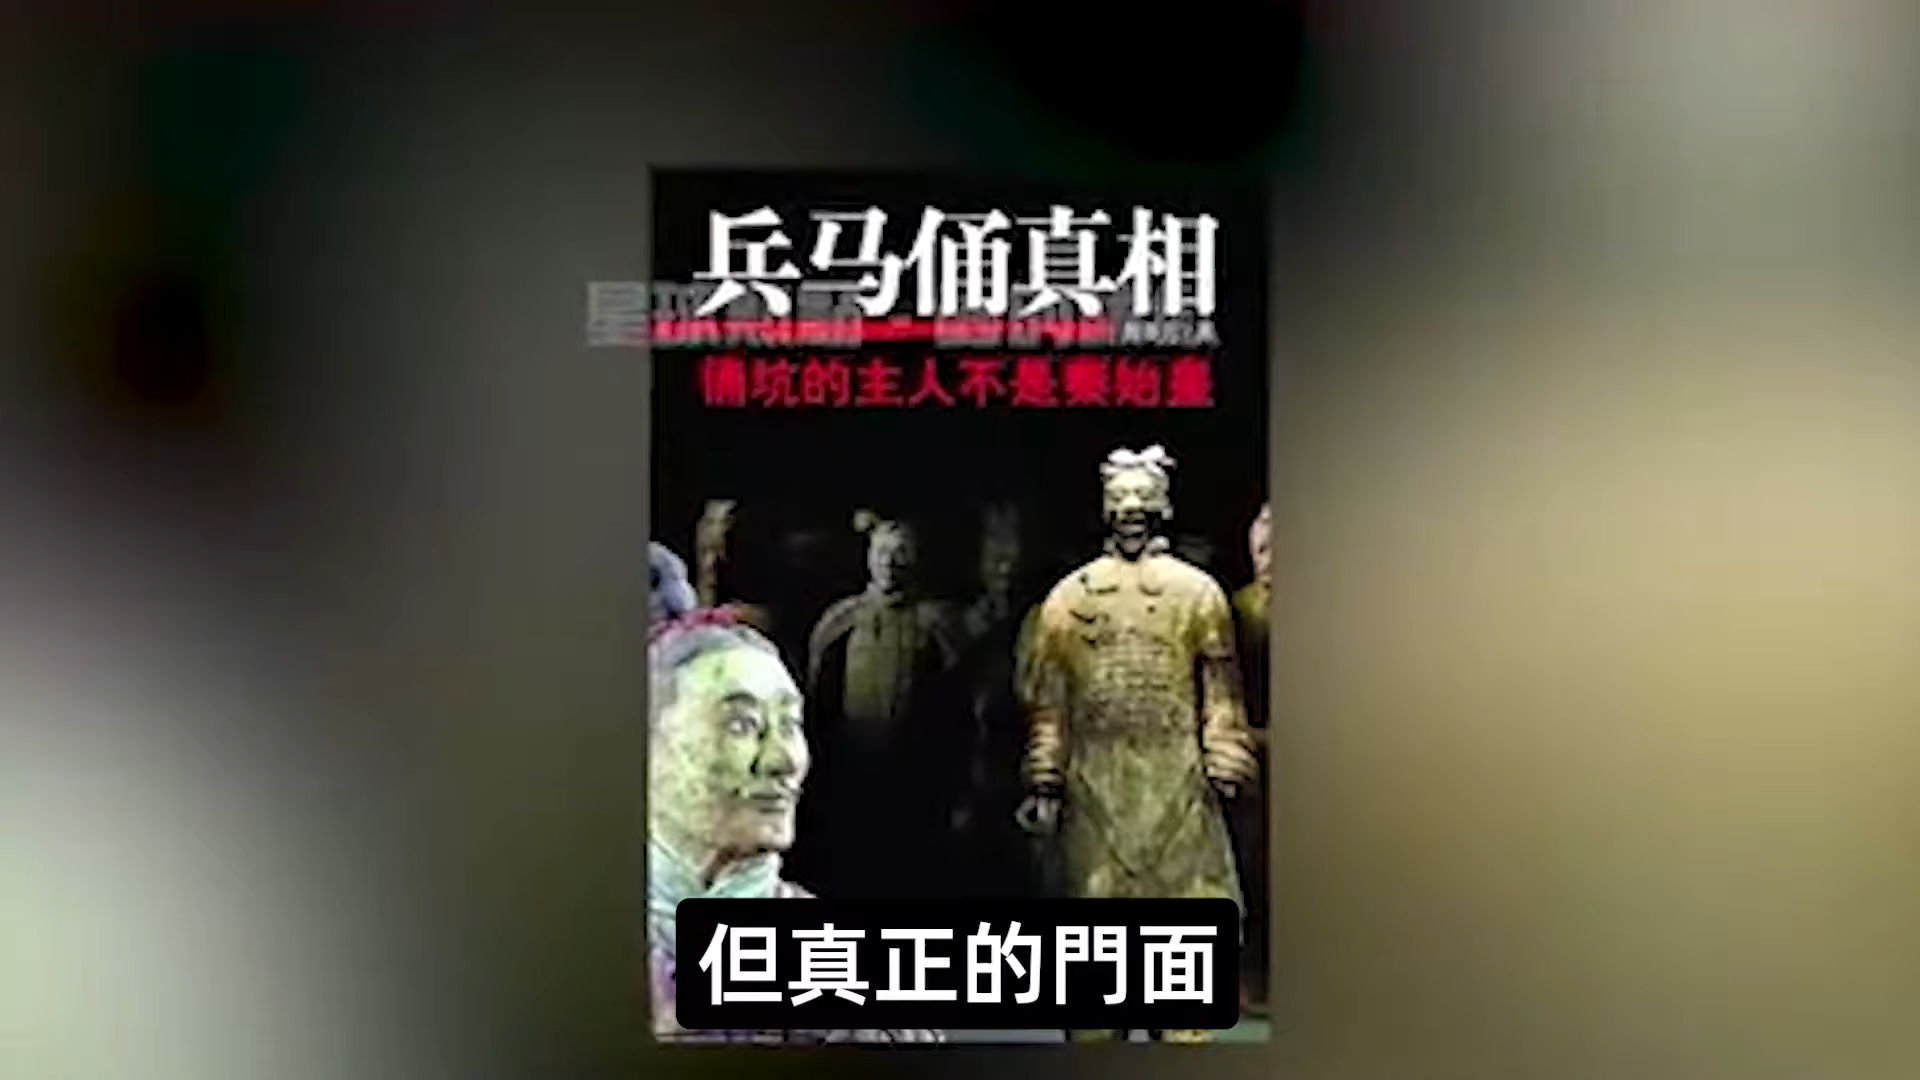 兵马俑真相
俑坑的主人不是秦始皇
但真正的門面